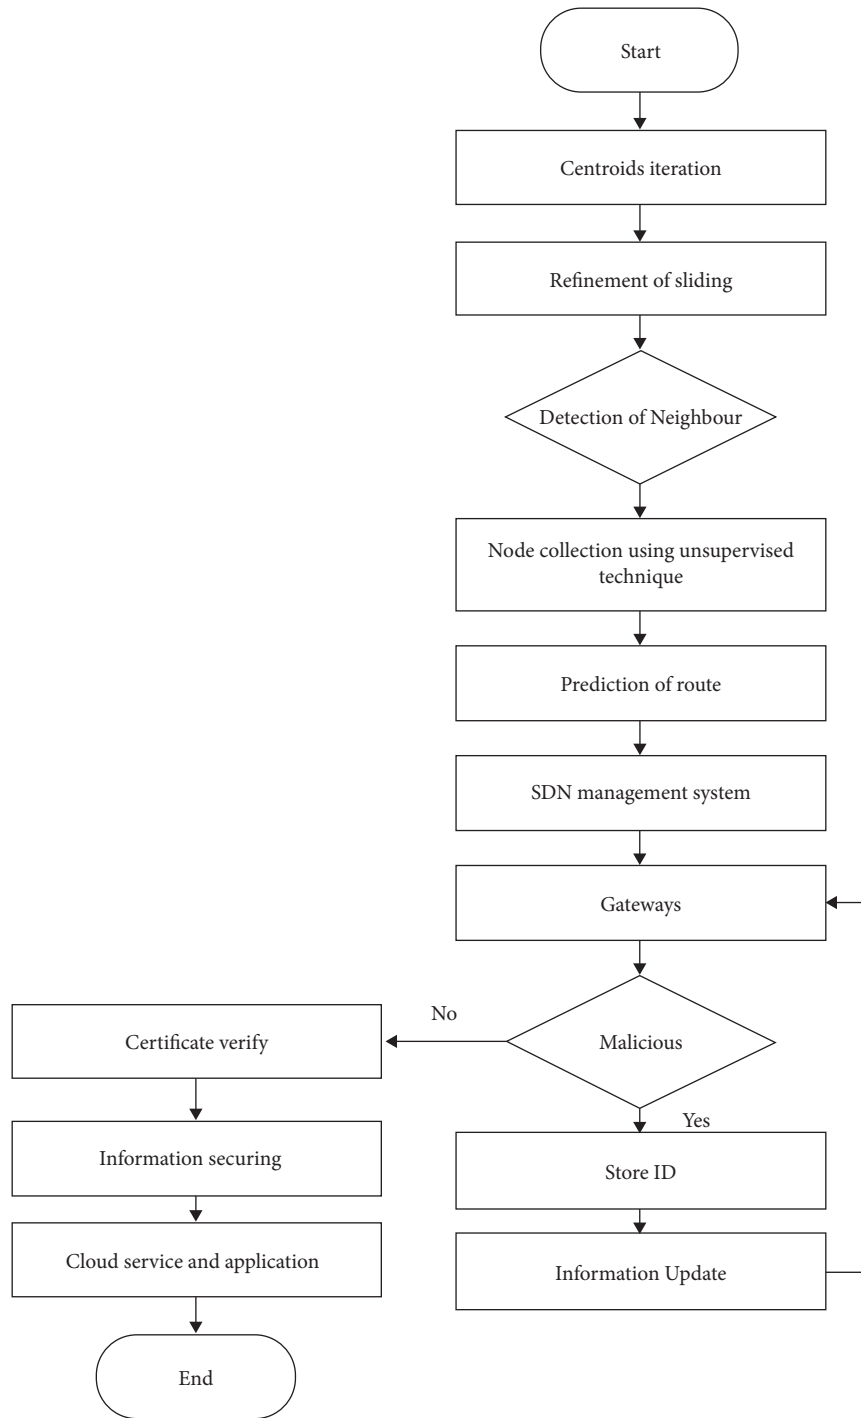 Start
Centroids iteration
Refinement of sliding
Detection of Neighbour
Node collection using unsupervised
technique
Prediction of route
SDN management system
Gateways
Malicious
No
Yes
Certificate verify
Information securing
Cloud service and application
End
Store ID
Information Update